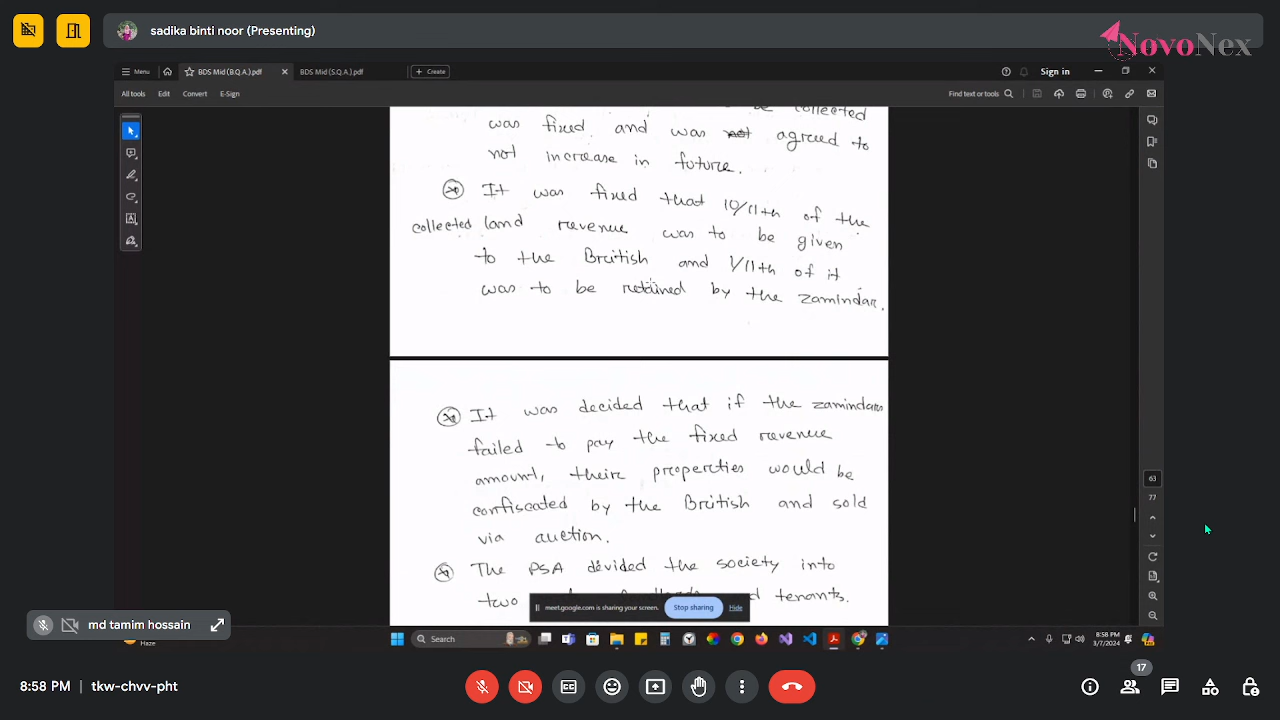 sadika binti noor (Presenting)
NovoNex
Menu
BDS Mid (B.Q.A.).pdf
BDS Mid (S.Q.A.).pdf
Create
Sign in
All tools
Edit
Convert
E-Sign
Find text or tools
be collected
was fixed and was not agreed to
not increase in future.
It was fixed that 10/11th of the
collected land revenue was to be given
to the British and 1/11th of it
was to be retained by the zamindar.
It was decided that if the zamindars
failed to pay the fixed revenue
amount, their properties would be
confiscated by the British and sold
via auction.
The PSA divided the society into
two
tenants.
63
77
meet.google.com is sharing your screen.
Stop sharing
Hide
md tamim hossain
Haze
Search
8:58 PM
3/7/2024
8:58 PM | tkw-chvv-pht
17